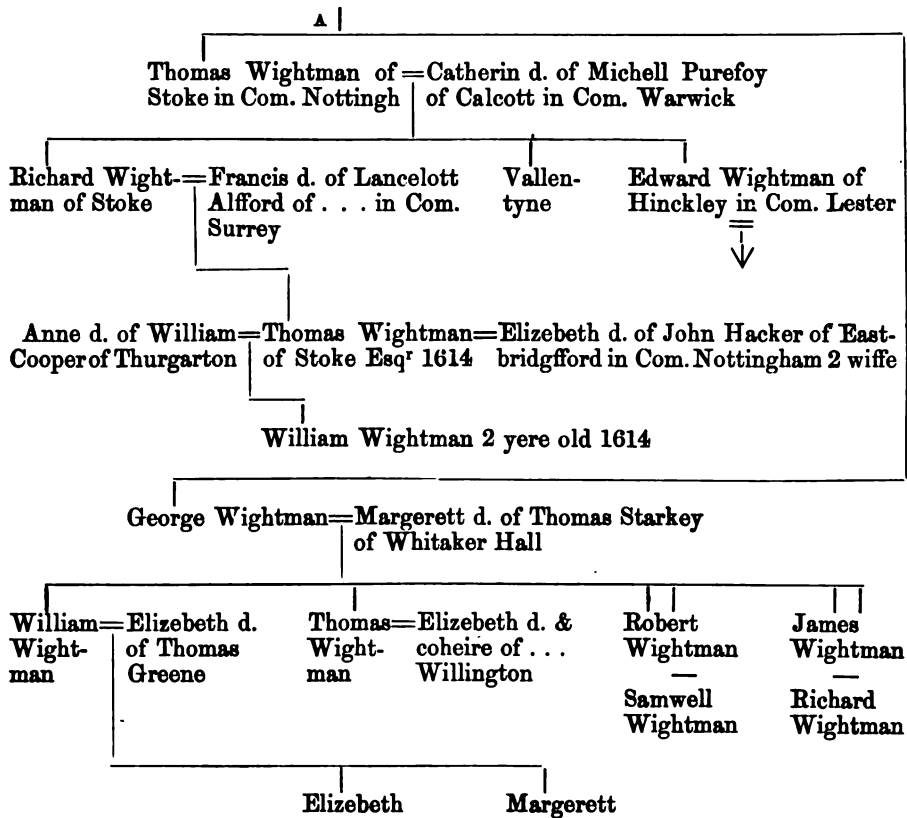 A
Thomas Wightman of = Catherin d. of Michell Purefoy
Stoke in Com. Nottingh of Calcott in Com. Warwick
Richard Wight- = Francis d. of Lancelott
man of Stoke Alfford of . . . in Com.
Surrey
Vallen-
tyne
Edward Wightman of
Hinckley in Com. Lester
Anne d. of William = Thomas Wightman = Elizebeth d. of John Hacker of East-
Cooper of Thurgarton of Stoke Esqʳ 1614 bridgfford in Com. Nottingham 2 wiffe
William Wightman 2 yere old 1614
George Wightman = Margerett d. of Thomas Starkey
of Whitaker Hall
William = Elizebeth d.
Wight- of Thomas
man Greene
Thomas = Elizebeth d. &
Wight- coheire of . . .
man Willington
Robert
Wightman
Samwell
Wightman
James
Wightman
Richard
Wightman
Elizebeth Margerett